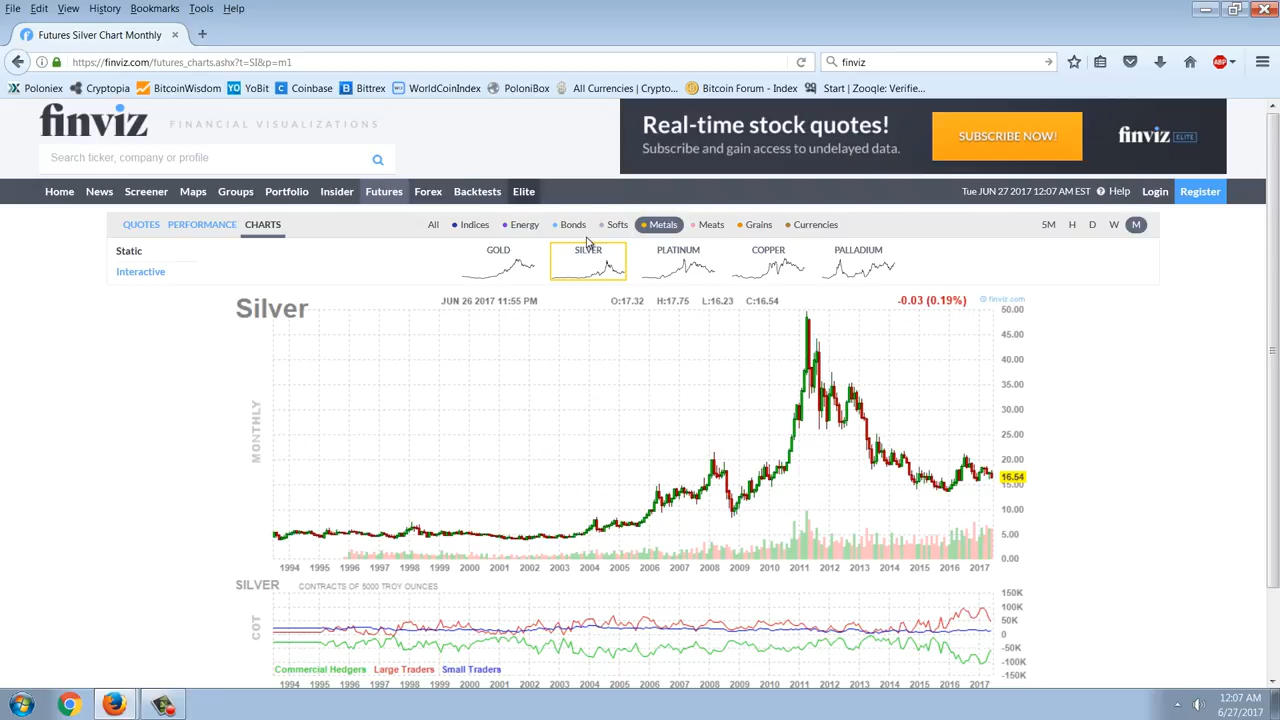 File Edit View History Bookmarks Tools Help
Futures Silver Chart Monthly × +
https://finviz.com/futures_charts.ashx?t=SI&p=m1 finviz
Poloniex Cryptopia BitcoinWisdom YoBit Coinbase Bittrex WorldCoinIndex PoloniBox All Currencies | Crypto... Bitcoin Forum - Index Start | Zooqle: Verifie...
finviz FINANCIAL VISUALIZATIONS
Real-time stock quotes!
Subscribe and gain access to undelayed data.
SUBSCRIBE NOW!
finviz ELITE
Search ticker, company or profile
Home News Screener Maps Groups Portfolio Insider Futures Forex Backtests Elite Tue JUN 27 2017 12:07 AM EST Help Login Register
QUOTES PERFORMANCE CHARTS All Indices Energy Bonds Softs Metals Meats Grains Currencies 5M H D W M
Static
Interactive
GOLD SILVER PLATINUM COPPER PALLADIUM
Silver JUN 26 2017 11:55 PM O:17.32 H:17.75 L:16.23 C:16.54 -0.03 (0.19%) © finviz.com
50.00
40.00
35.00
30.00
25.00
20.00
16.54
15.00
10.00
5.00
0.00
MONTHLY
1994 1995 1996 1997 1998 1999 2000 2001 2002 2003 2004 2005 2006 2007 2008 2009 2010 2011 2012 2013 2014 2015 2016 2017
SILVER CONTRACTS OF 5000 TROY OUNCES
150K
100K
50K
0
-50K
-100K
-150K
COT
Commercial Hedgers Large Traders Small Traders
1994 1995 1996 1997 1998 1999 2000 2001 2002 2003 2004 2005 2006 2007 2008 2009 2010 2011 2012 2013 2014 2015 2016 2017
12:07 AM
6/27/2017